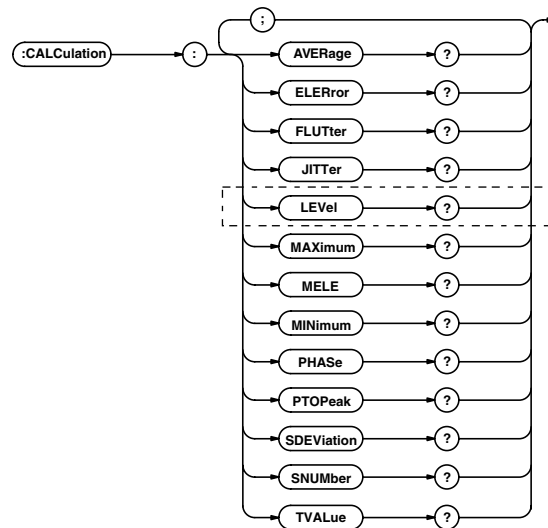 ;
:CALCulation : AVERage ?
ELERror ?
FLUTter ?
JITTer ?
LEVel ?
MAXimum ?
MELE ?
MINimum ?
PHASe ?
PTOPeak ?
SDEViation ?
SNUMber ?
TVALue ?